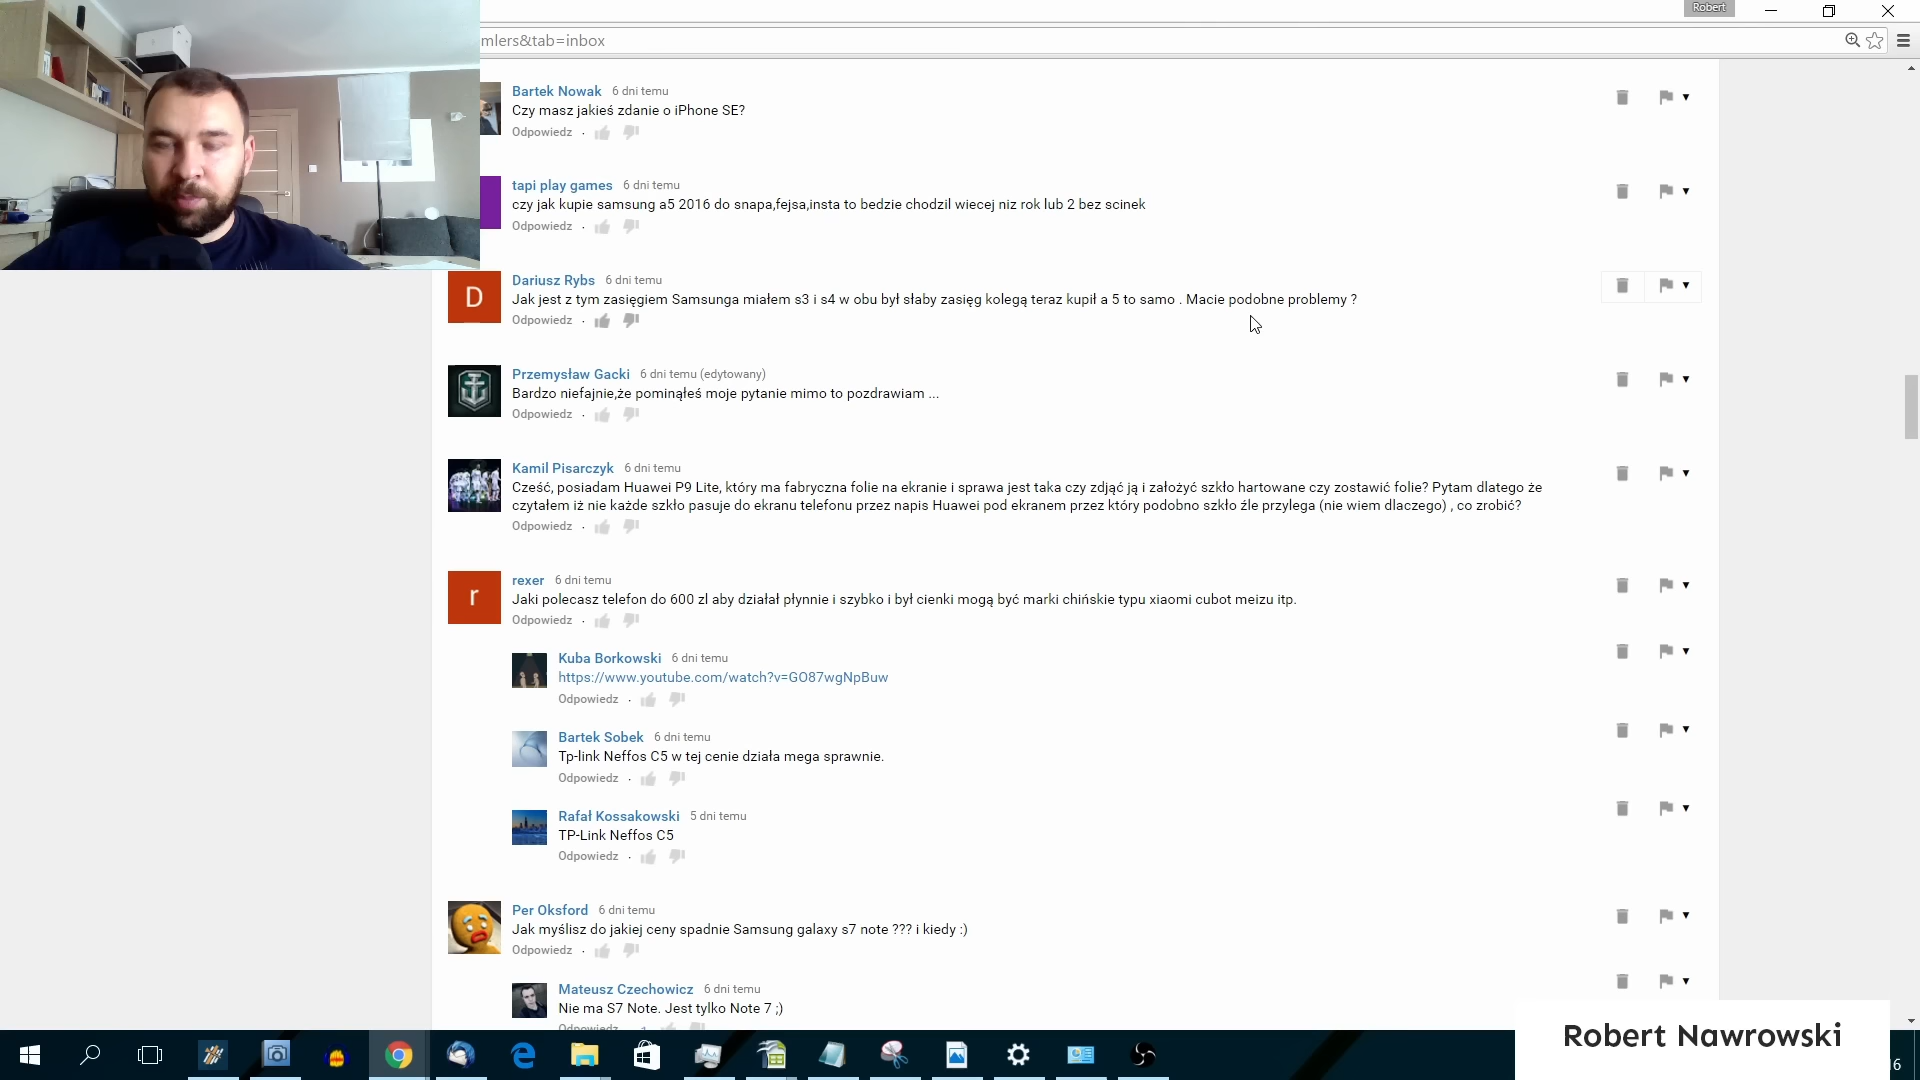 Robert
mlers&tab=inbox
Bartek Nowak 6 dni temu
Czy masz jakieś zdanie o iPhone SE?
Odpowiedz ·
tapi play games 6 dni temu
czy jak kupie samsung a5 2016 do snapa,fejsa,insta to bedzie chodzil wiecej niz rok lub 2 bez scinek
Odpowiedz ·
D
Dariusz Rybs 6 dni temu
Jak jest z tym zasięgiem Samsunga miałem s3 i s4 w obu był słaby zasięg kolegą teraz kupił a 5 to samo . Macie podobne problemy ?
Odpowiedz ·
Przemysław Gacki 6 dni temu (edytowany)
Bardzo niefajnie,że pominąłeś moje pytanie mimo to pozdrawiam ...
Odpowiedz ·
Kamil Pisarczyk 6 dni temu
Cześć, posiadam Huawei P9 Lite, który ma fabryczna folie na ekranie i sprawa jest taka czy zdjąć ją i założyć szkło hartowane czy zostawić folie? Pytam dlatego że
czytałem iż nie każde szkło pasuje do ekranu telefonu przez napis Huawei pod ekranem przez który podobno szkło źle przylega (nie wiem dlaczego) , co zrobić?
Odpowiedz ·
r
rexer 6 dni temu
Jaki polecasz telefon do 600 zl aby działał płynnie i szybko i był cienki mogą być marki chińskie typu xiaomi cubot meizu itp.
Odpowiedz ·
Kuba Borkowski 6 dni temu
https://www.youtube.com/watch?v=GO87wgNpBuw
Odpowiedz ·
Bartek Sobek 6 dni temu
Tp-link Neffos C5 w tej cenie działa mega sprawnie.
Odpowiedz ·
Rafał Kossakowski 5 dni temu
TP-Link Neffos C5
Odpowiedz ·
Per Oksford 6 dni temu
Jak myślisz do jakiej ceny spadnie Samsung galaxy s7 note ??? i kiedy :)
Odpowiedz ·
Mateusz Czechowicz 6 dni temu
Nie ma S7 Note. Jest tylko Note 7 ;)
Odpowiedz
Robert Nawrowski
16